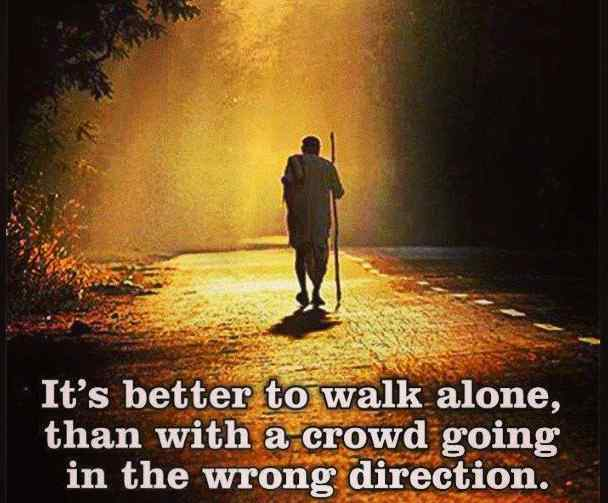 It's better to walk alone,
than with a crowd going
in the wrong direction.